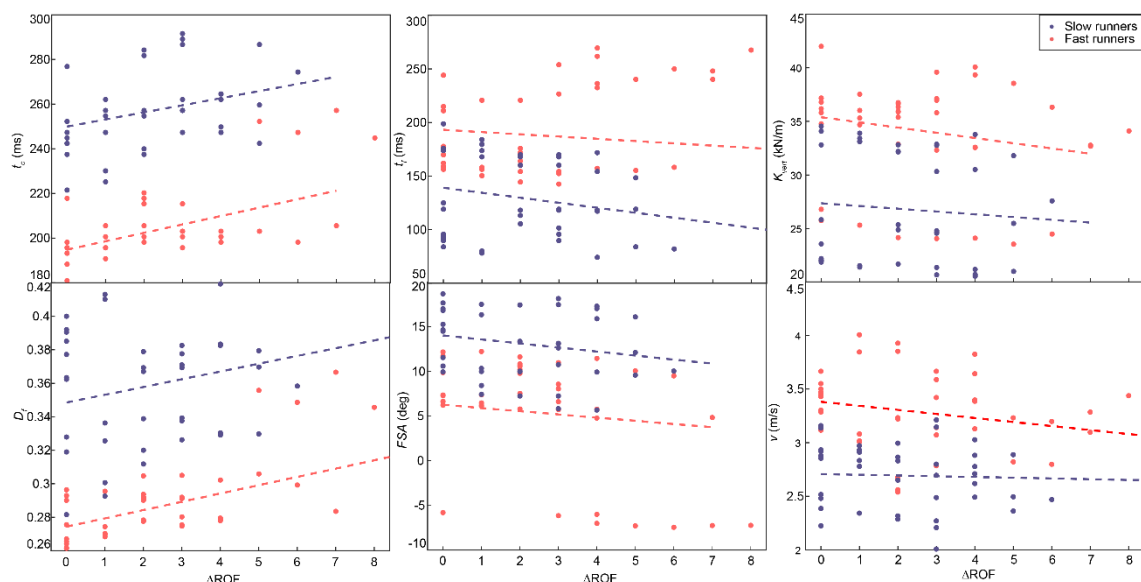 300
280
260
240
220
200
180
t_c (ms)
300
250
200
150
100
50
t_f (ms)
45
40
35
30
25
20
K_vert (kN/m)
Slow runners
Fast runners
0.42
0.4
0.38
0.36
0.34
0.32
0.3
0.28
0.26
D_f
0 1 2 3 4 5 6 7 8
ΔROF
20
15
10
5
0
-5
-10
FSA (deg)
0 1 2 3 4 5 6 7 8
ΔROF
4.5
4
3.5
3
2.5
2
v (m/s)
0 1 2 3 4 5 6 7 8
ΔROF